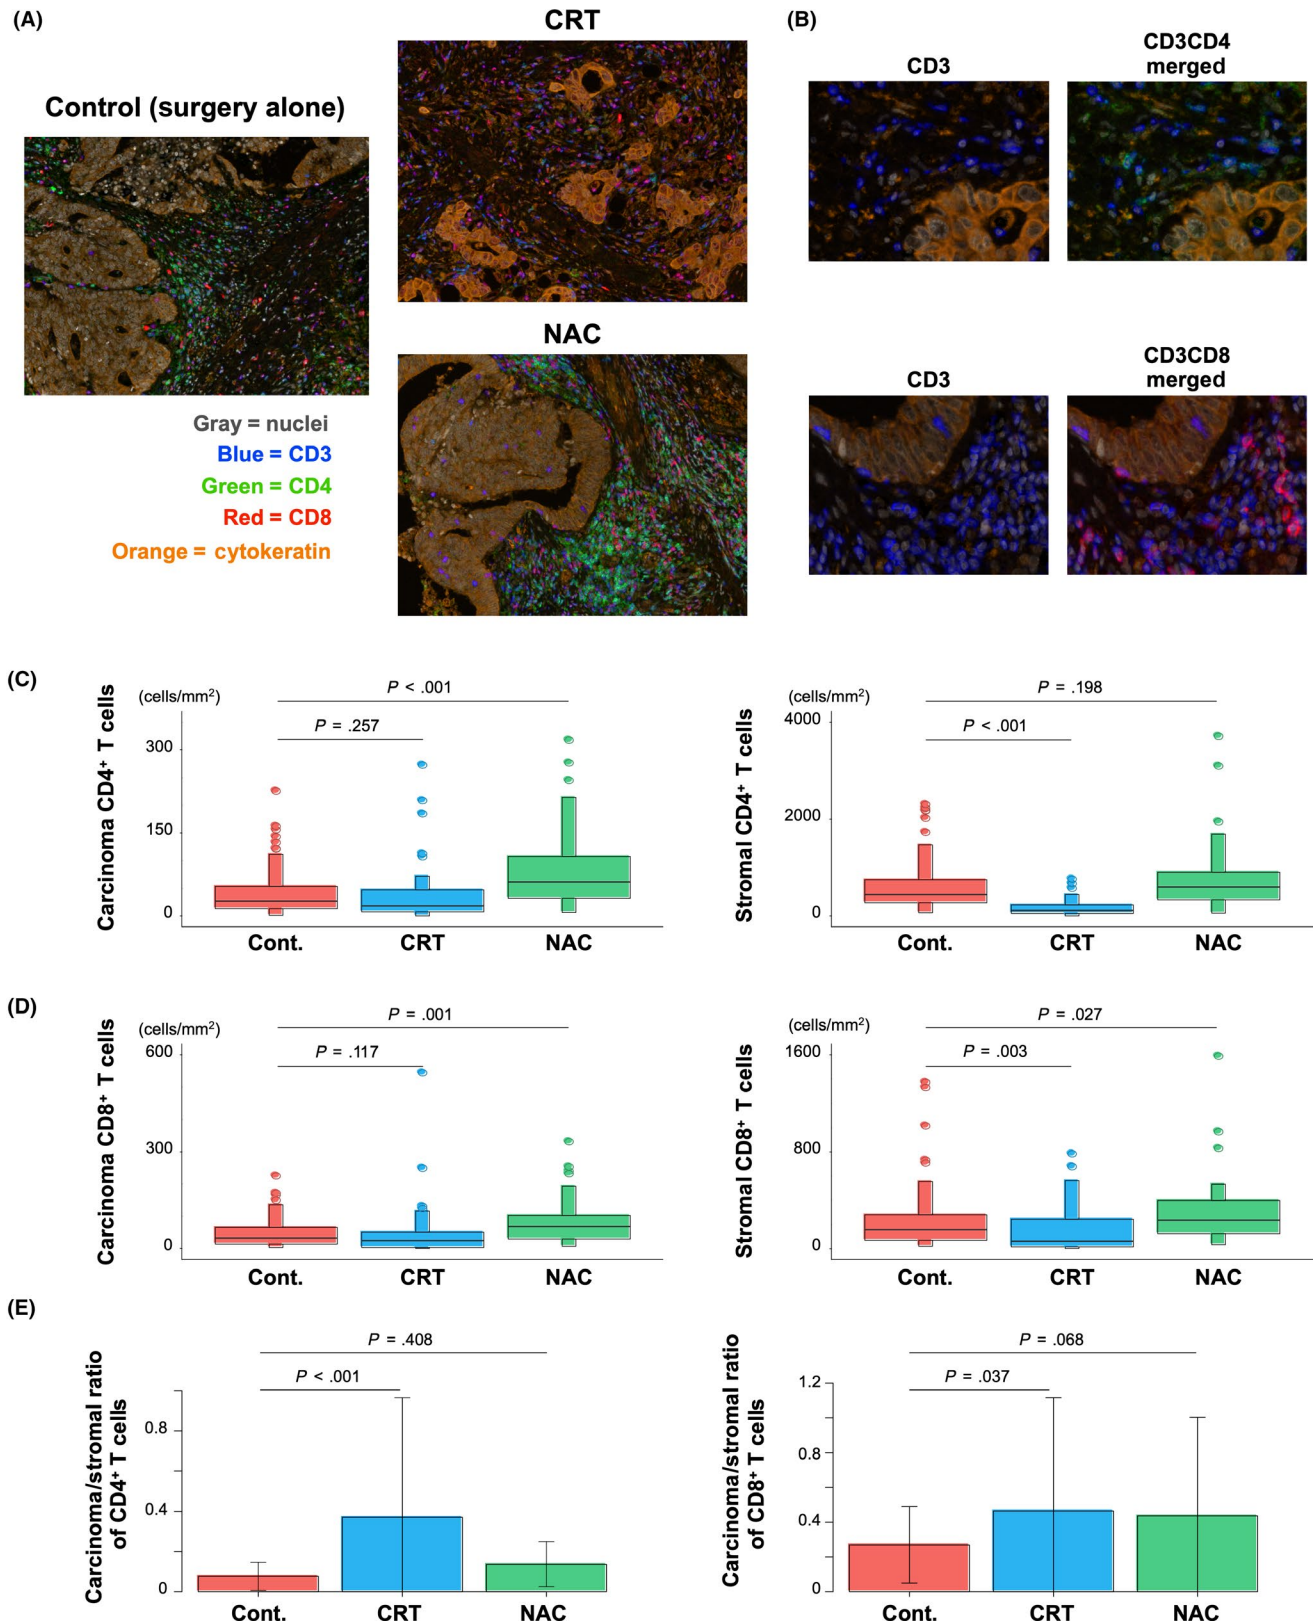 (A)
CRT
(B)
Control (surgery alone)
CD3
CD3CD4
merged
NAC
Gray = nuclei
Blue = CD3
Green = CD4
Red = CD8
Orange = cytokeratin
CD3
CD3CD8
merged
(C)
Carcinoma CD4⁺ T cells
(cells/mm²)
P < .001
P = .257
300
150
0
Cont.
CRT
NAC
Stromal CD4⁺ T cells
(cells/mm²)
P = .198
P < .001
4000
2000
0
Cont.
CRT
NAC
(D)
Carcinoma CD8⁺ T cells
(cells/mm²)
P = .001
P = .117
600
300
0
Cont.
CRT
NAC
Stromal CD8⁺ T cells
(cells/mm²)
P = .027
P = .003
1600
800
0
Cont.
CRT
NAC
(E)
Carcinoma/stromal ratio
of CD4⁺ T cells
P = .408
P < .001
0.8
0.4
0
Cont.
CRT
NAC
Carcinoma/stromal ratio
of CD8⁺ T cells
P = .068
P = .037
1.2
0.8
0.4
0
Cont.
CRT
NAC